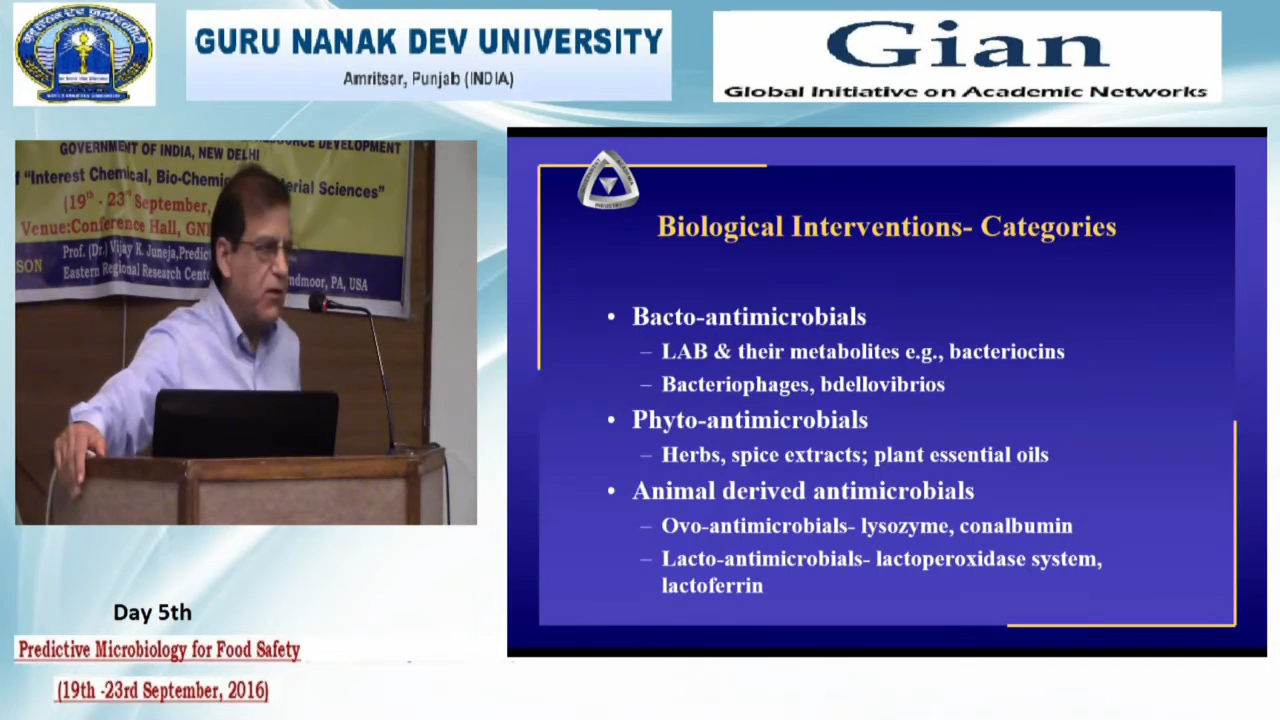 GURU NANAK DEV UNIVERSITY
Amritsar, Punjab (INDIA)
Gian
Global Initiative on Academic Networks
DEVELOPMENT
GOVERNMENT OF INDIA, NEW DELHI
"Interest Chemical, Bio-Chemi erial Sciences"
(19th - 23rd September,
Venue:Conference Hall, GN
Prof. (Dr.) Vijay K. Juneja,Predic
SON Eastern Regional Research Cent ndmoor, PA, USA
Biological Interventions- Categories
• Bacto-antimicrobials
– LAB & their metabolites e.g., bacteriocins
– Bacteriophages, bdellovibrios
• Phyto-antimicrobials
– Herbs, spice extracts; plant essential oils
• Animal derived antimicrobials
– Ovo-antimicrobials- lysozyme, conalbumin
– Lacto-antimicrobials- lactoperoxidase system,
lactoferrin
Day 5th
Predictive Microbiology for Food Safety
(19th -23rd September, 2016)